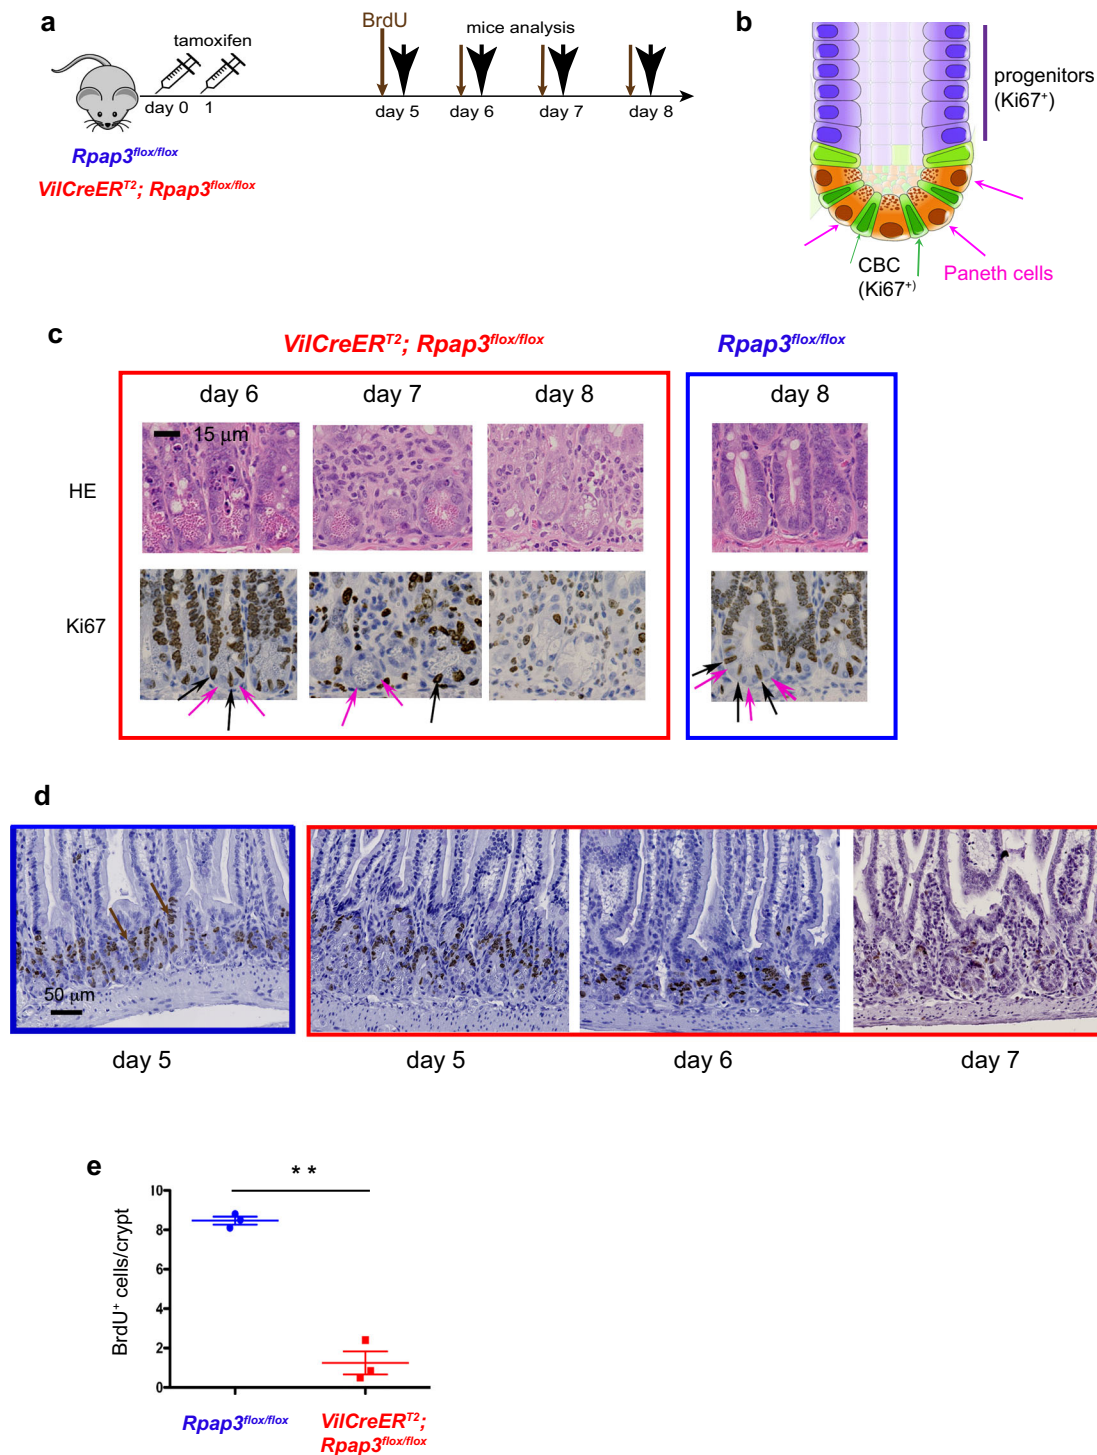 a
tamoxifen
BrdU
mice analysis
day 0
1
day 5
day 6
day 7
day 8
Rpap3flox/flox
VilCreERT2; Rpap3flox/flox
b
progenitors
(Ki67+)
CBC
(Ki67+)
Paneth cells
c
VilCreERT2; Rpap3flox/flox
Rpap3flox/flox
day 6
day 7
day 8
day 8
15 µm
HE
Ki67
d
50 µm
day 5
day 5
day 6
day 7
e
**
BrdU+ cells/crypt
10
8
6
4
2
0
Rpap3flox/flox
VilCreERT2;
Rpap3flox/flox